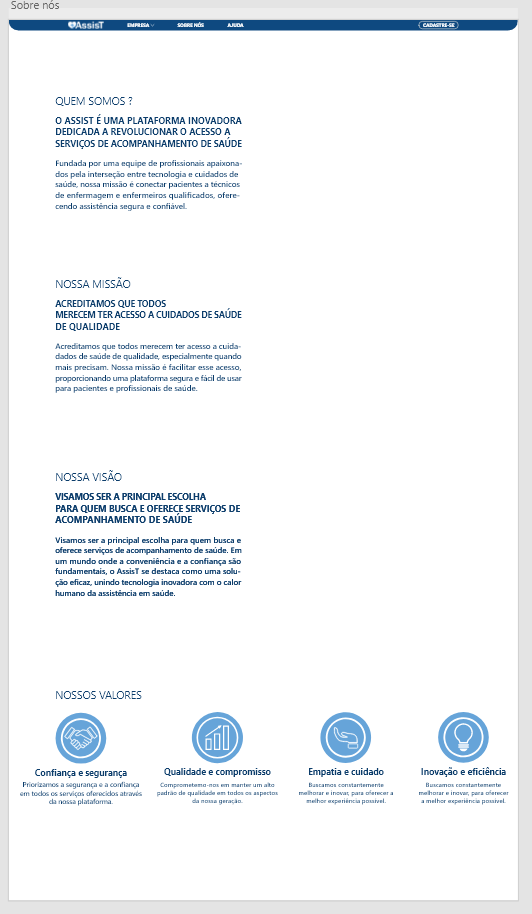 Sobre nós
AssisT EMPRESA SOBRE NÓS AJUDA CADASTRE-SE
QUEM SOMOS ?
O ASSIST É UMA PLATAFORMA INOVADORA
DEDICADA A REVOLUCIONAR O ACESSO A
SERVIÇOS DE ACOMPANHAMENTO DE SAÚDE
Fundada por uma equipe de profissionais apaixona-
dos pela interseção entre tecnologia e cuidados de
saúde, nossa missão é conectar pacientes a técnicos
de enfermagem e enfermeiros qualificados, ofere-
cendo assistência segura e confiável.
NOSSA MISSÃO
ACREDITAMOS QUE TODOS
MERECEM TER ACESSO A CUIDADOS DE SAÚDE
DE QUALIDADE
Acreditamos que todos merecem ter acesso a cuida-
dados de saúde de qualidade, especialmente quando
mais precisam. Nossa missão é facilitar esse acesso,
proporcionando uma plataforma segura e fácil de usar
para pacientes e profissionais de saúde.
NOSSA VISÃO
VISAMOS SER A PRINCIPAL ESCOLHA
PARA QUEM BUSCA E OFERECE SERVIÇOS DE
ACOMPANHAMENTO DE SAÚDE
Visamos ser a principal escolha para quem busca e
oferece serviços de acompanhamento de saúde. Em
um mundo onde a conveniência e a confiança são
fundamentais, o AssisT se destaca como uma solu-
ção eficaz, unindo tecnologia inovadora com o calor
humano da assistência em saúde.
NOSSOS VALORES
Confiança e segurança
Priorizamos a segurança e a confiança
em todos os serviços oferecidos através
da nossa plataforma.
Qualidade e compromisso
Comprometemo-nos em manter um alto
padrão de qualidade em todos os aspectos
da nossa geração.
Empatia e cuidado
Buscamos constantemente
melhorar e inovar, para oferecer a
melhor experiência possível.
Inovação e eficiência
Buscamos constantemente
melhorar e inovar, para oferecer
a melhor experiência possível.